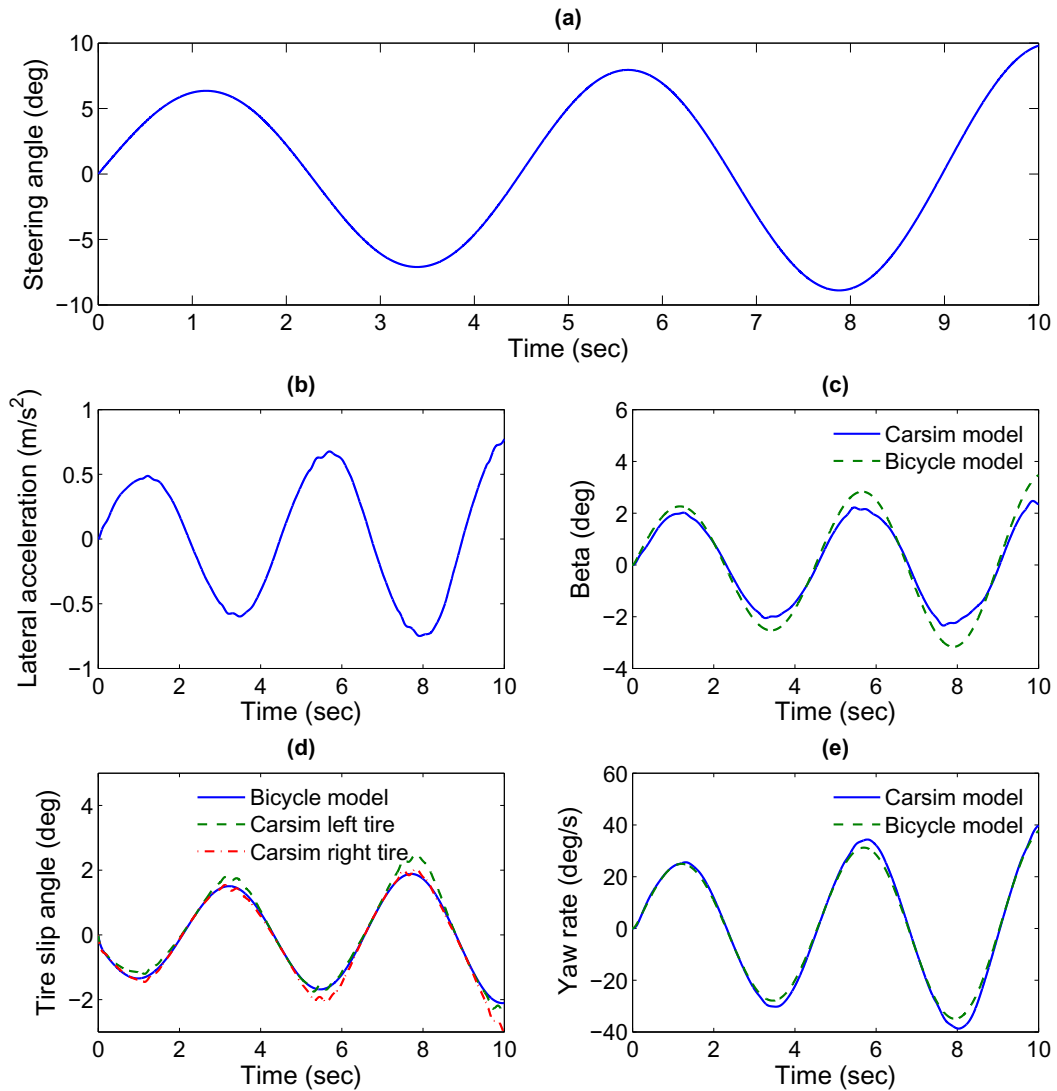 (a)
Steering angle (deg)
10
5
0
−5
−10
0 1 2 3 4 5 6 7 8 9 10
Time (sec)
(b)
Lateral acceleration (m/s²)
1
0.5
0
−0.5
−1
0 2 4 6 8 10
Time (sec)
(c)
Beta (deg)
6
4
2
0
−2
−4
Carsim model
Bicycle model
0 2 4 6 8 10
Time (sec)
(d)
Tire slip angle (deg)
4
2
0
−2
Bicycle model
Carsim left tire
Carsim right tire
0 2 4 6 8 10
Time (sec)
(e)
Yaw rate (deg/s)
60
40
20
0
−20
−40
Carsim model
Bicycle model
0 2 4 6 8 10
Time (sec)